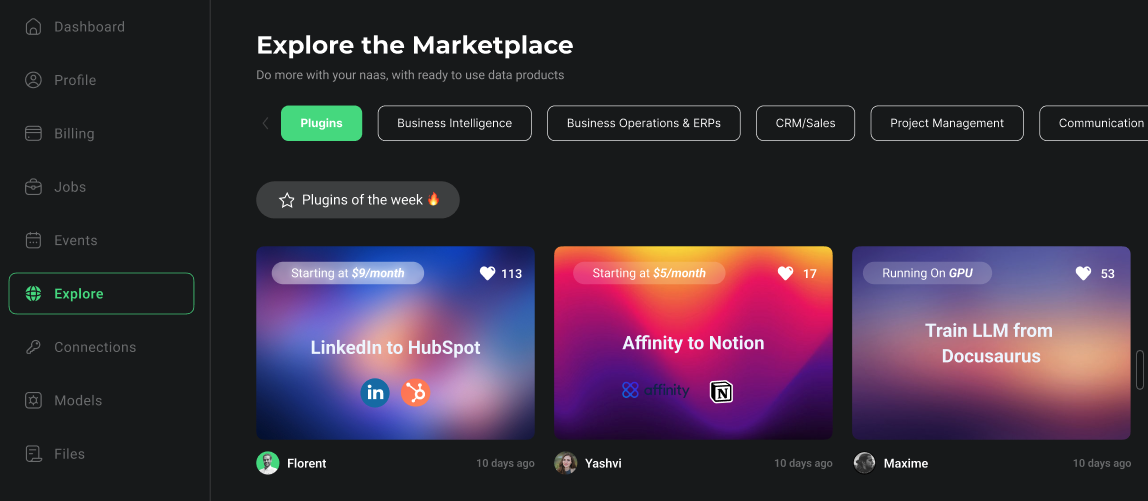 Dashboard
Profile
Billing
Jobs
Events
Explore
Connections
Models
Files
Explore the Marketplace
Do more with your naas, with ready to use data products
Plugins
Business Intelligence
Business Operations & ERPs
CRM/Sales
Project Management
Communication
Plugins of the week 🔥
Starting at $9/month
113
LinkedIn to HubSpot
in
Florent
10 days ago
Starting at $5/month
17
Affinity to Notion
affinity
N
Yashvi
10 days ago
Running On GPU
53
Train LLM from
Docusaurus
Maxime
10 days ago